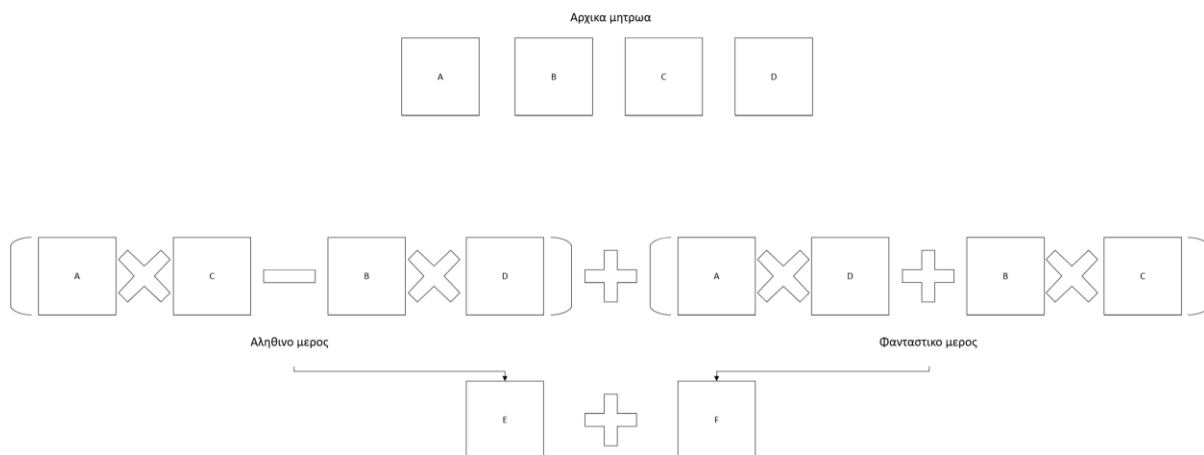 Αρχικα μητρωα
A B C D
A C B D A D B C
Αληθινο μερος Φανταστικο μερος
E F